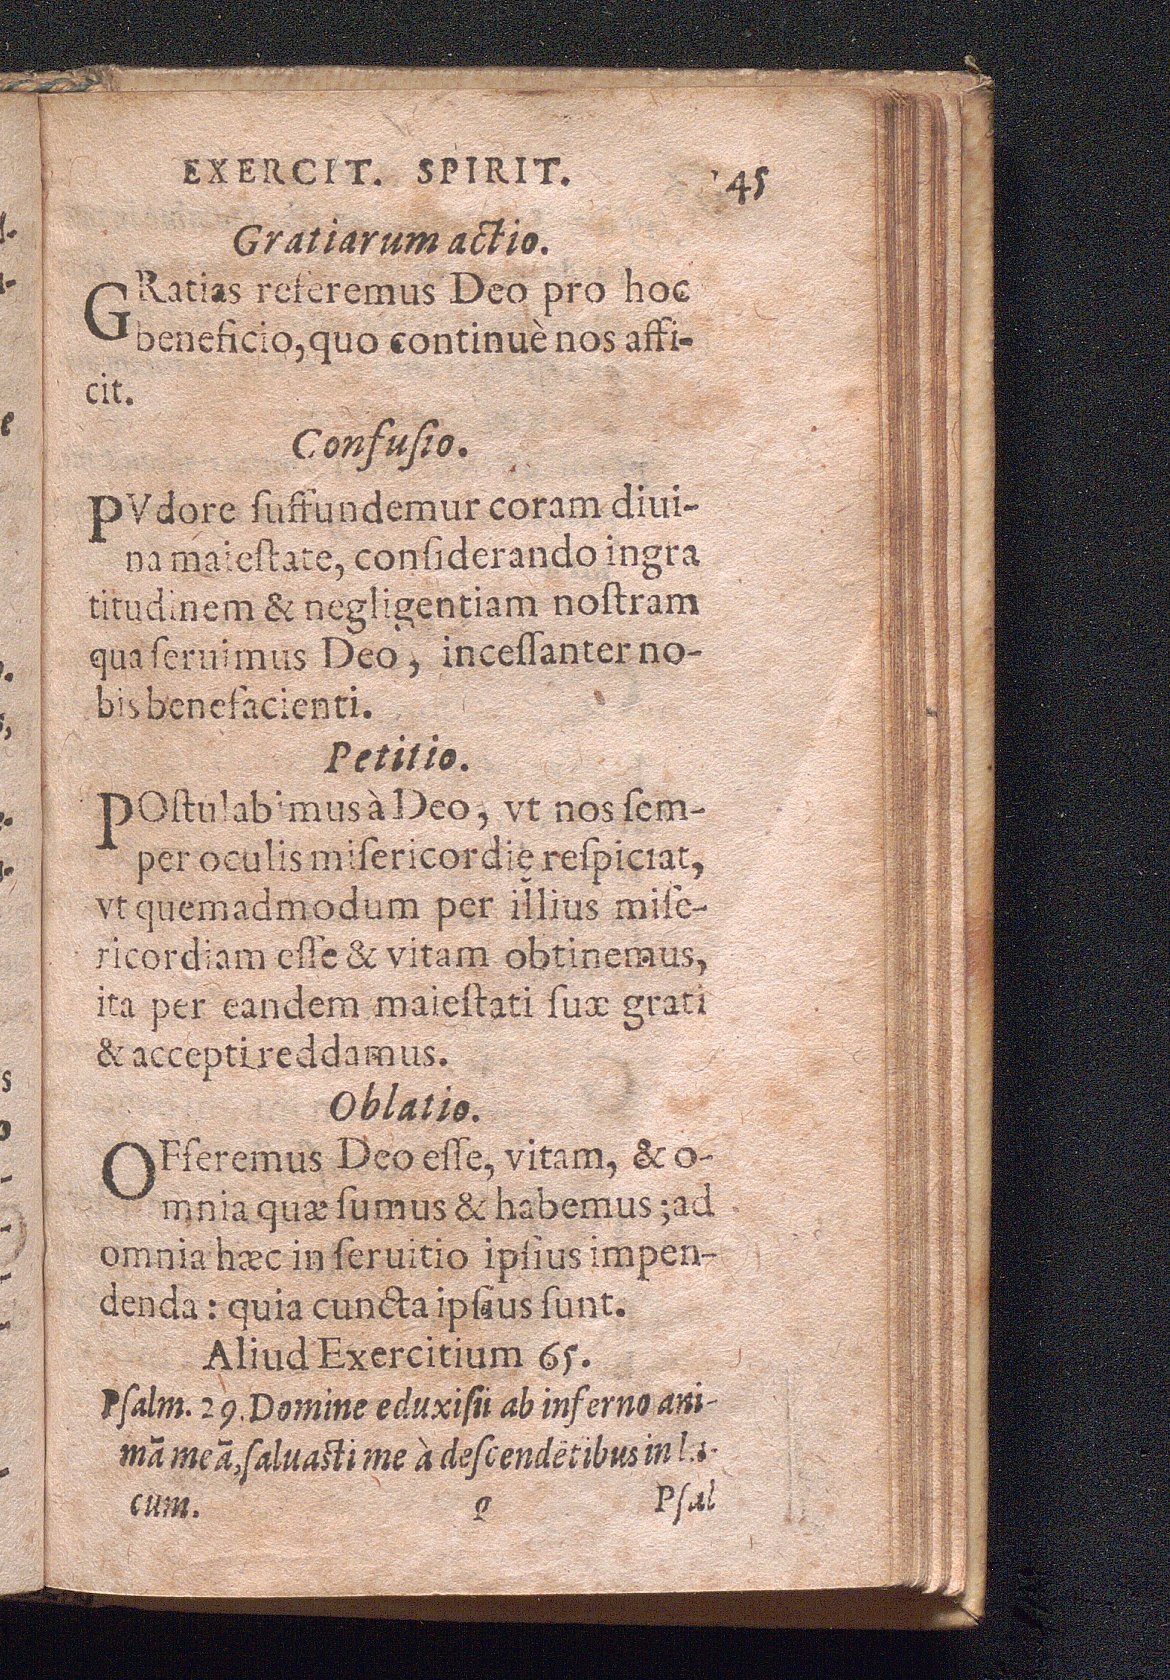 EXERCIT. SPIRIT. 45
Gratiarum actio.
GRatias referemus Deo pro hoc
beneficio, quo continuè nos affi-
cit.
Confuſio.
PVdore ſuffundemur coram diui-
na maieſtate, conſiderando ingra
titudinem & negligentiam noſtram
qua ſeruimus Deo, inceſſanter no-
bis benefacienti.
Petitio.
POſtulabimus à Deo, vt nos ſem-
per oculis miſericordię reſpiciat,
vt quemadmodum per illius miſe-
ricordiam eſſe & vitam obtinemus,
ita per eandem maieſtati ſuæ grati
& accepti reddamus.
Oblatio.
OFferemus Deo eſſe, vitam, & o-
mnia quæ ſumus & habemus; ad
omnia hæc in ſeruitio ipſius impen-
denda: quia cuncta ipſius ſunt.
Aliud Exercitium 65.
Pſalm. 29. Domine eduxiſti ab inferno ani-
mā meā, ſaluaſti me à deſcendētibus in la-
cum. Pſal